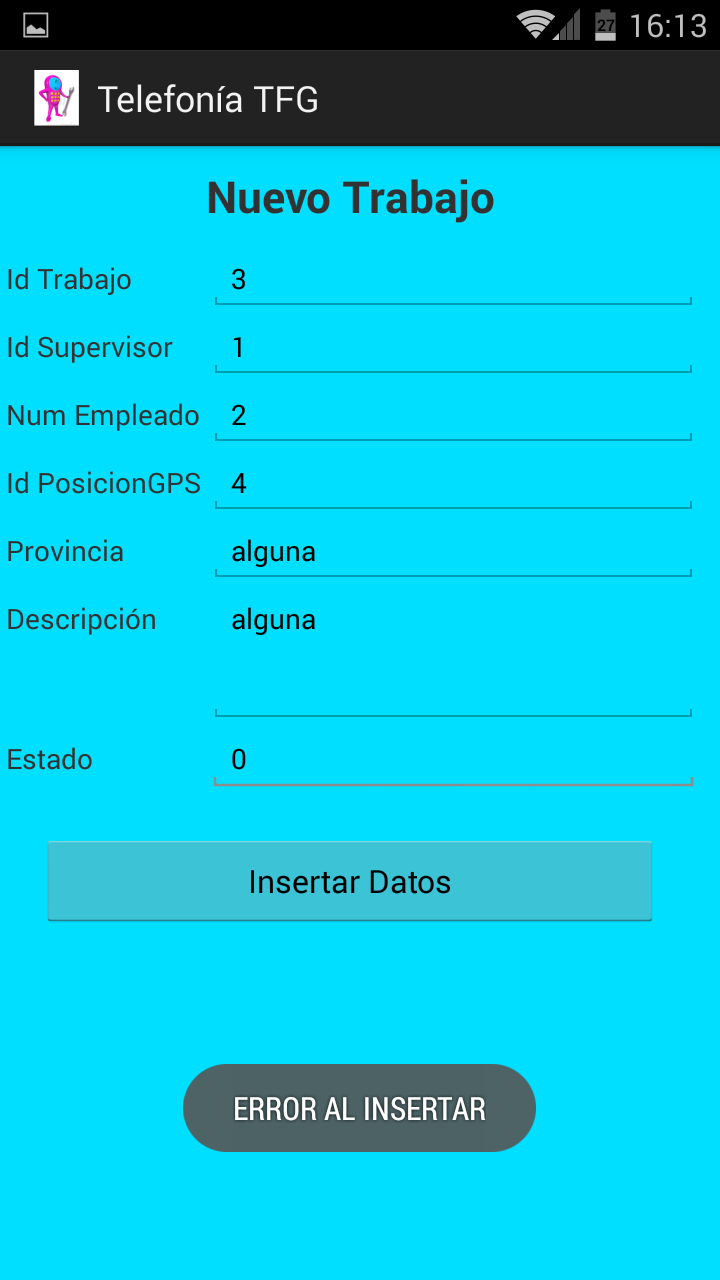 27 16:13
Telefonía TFG
Nuevo Trabajo
Id Trabajo 3
Id Supervisor 1
Num Empleado 2
Id PosicionGPS 4
Provincia alguna
Descripción alguna
Estado 0
Insertar Datos
ERROR AL INSERTAR